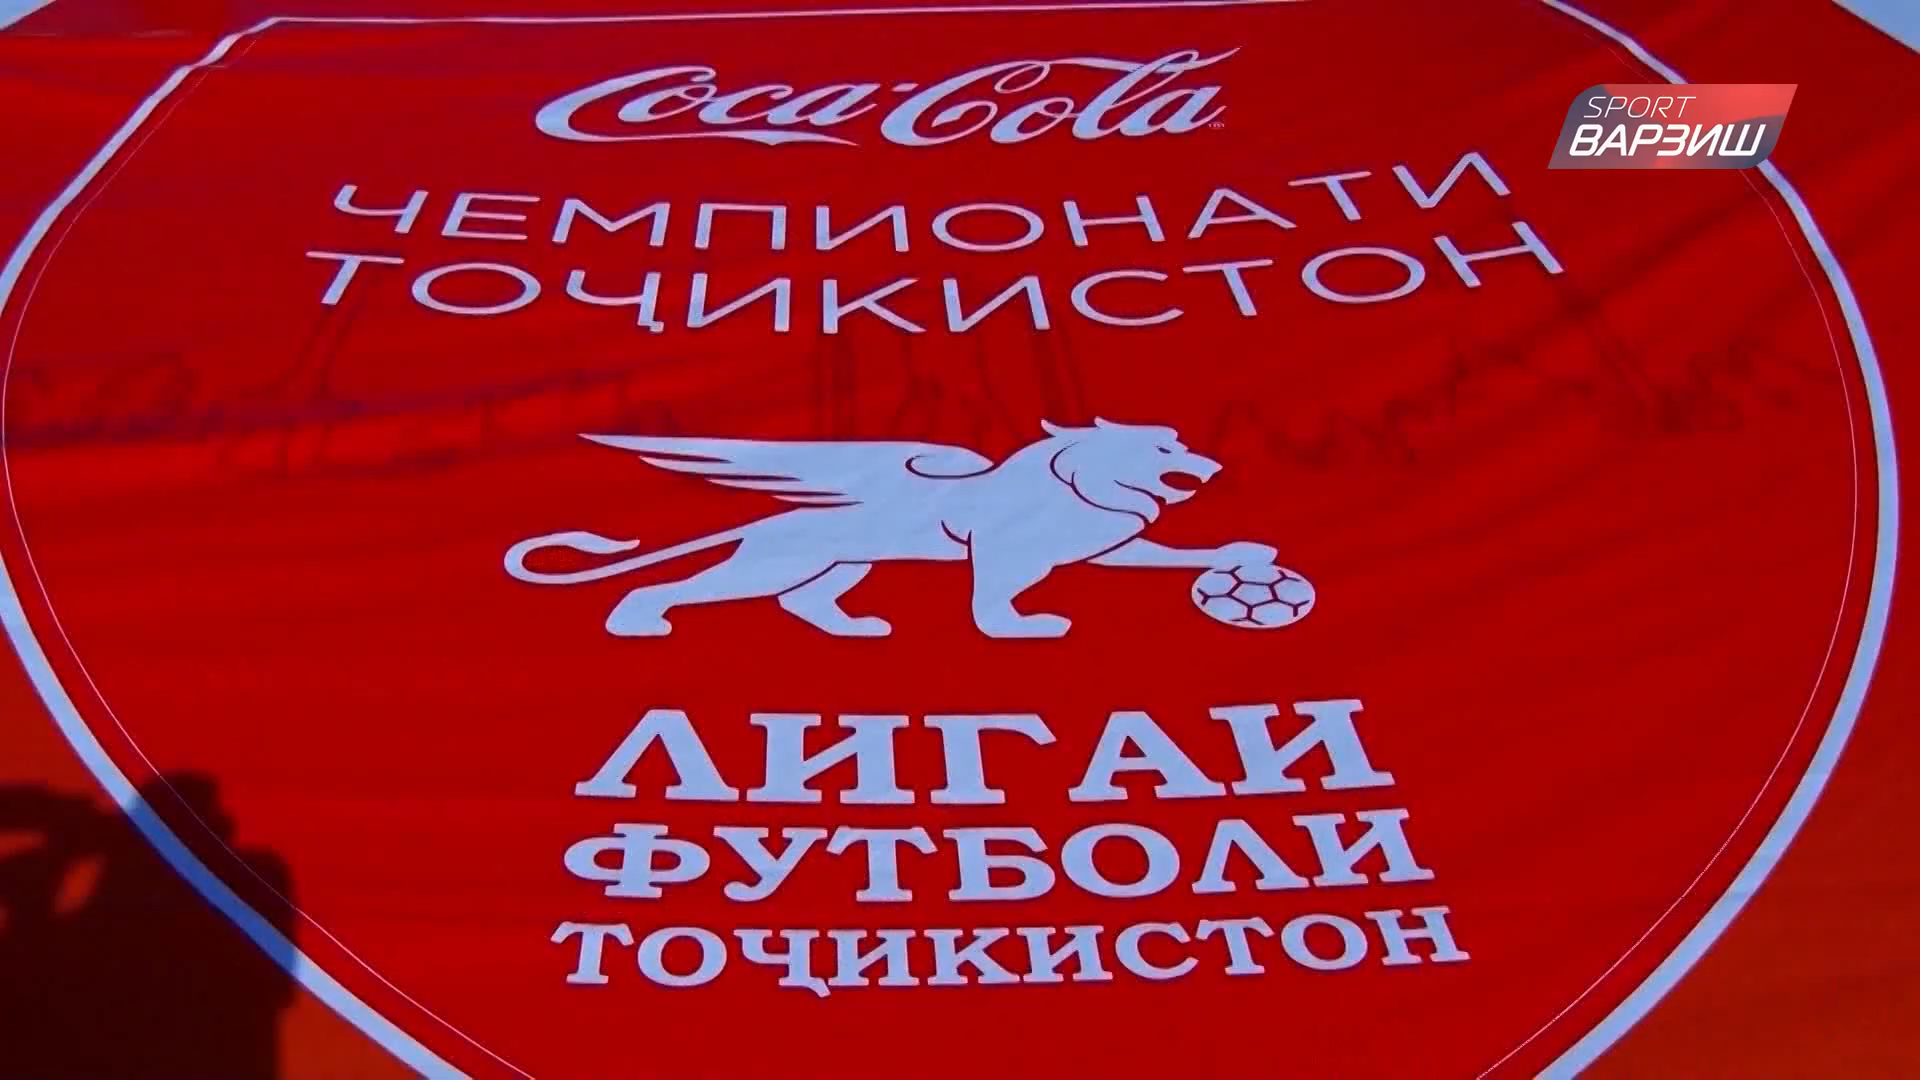 Coca-Cola
SPORT
ВАРЗИШ
ЧЕМПИОНАТИ
ТОҶИКИСТОН
ЛИГАИ
ФУТБОЛИ
ТОҶИКИСТОН